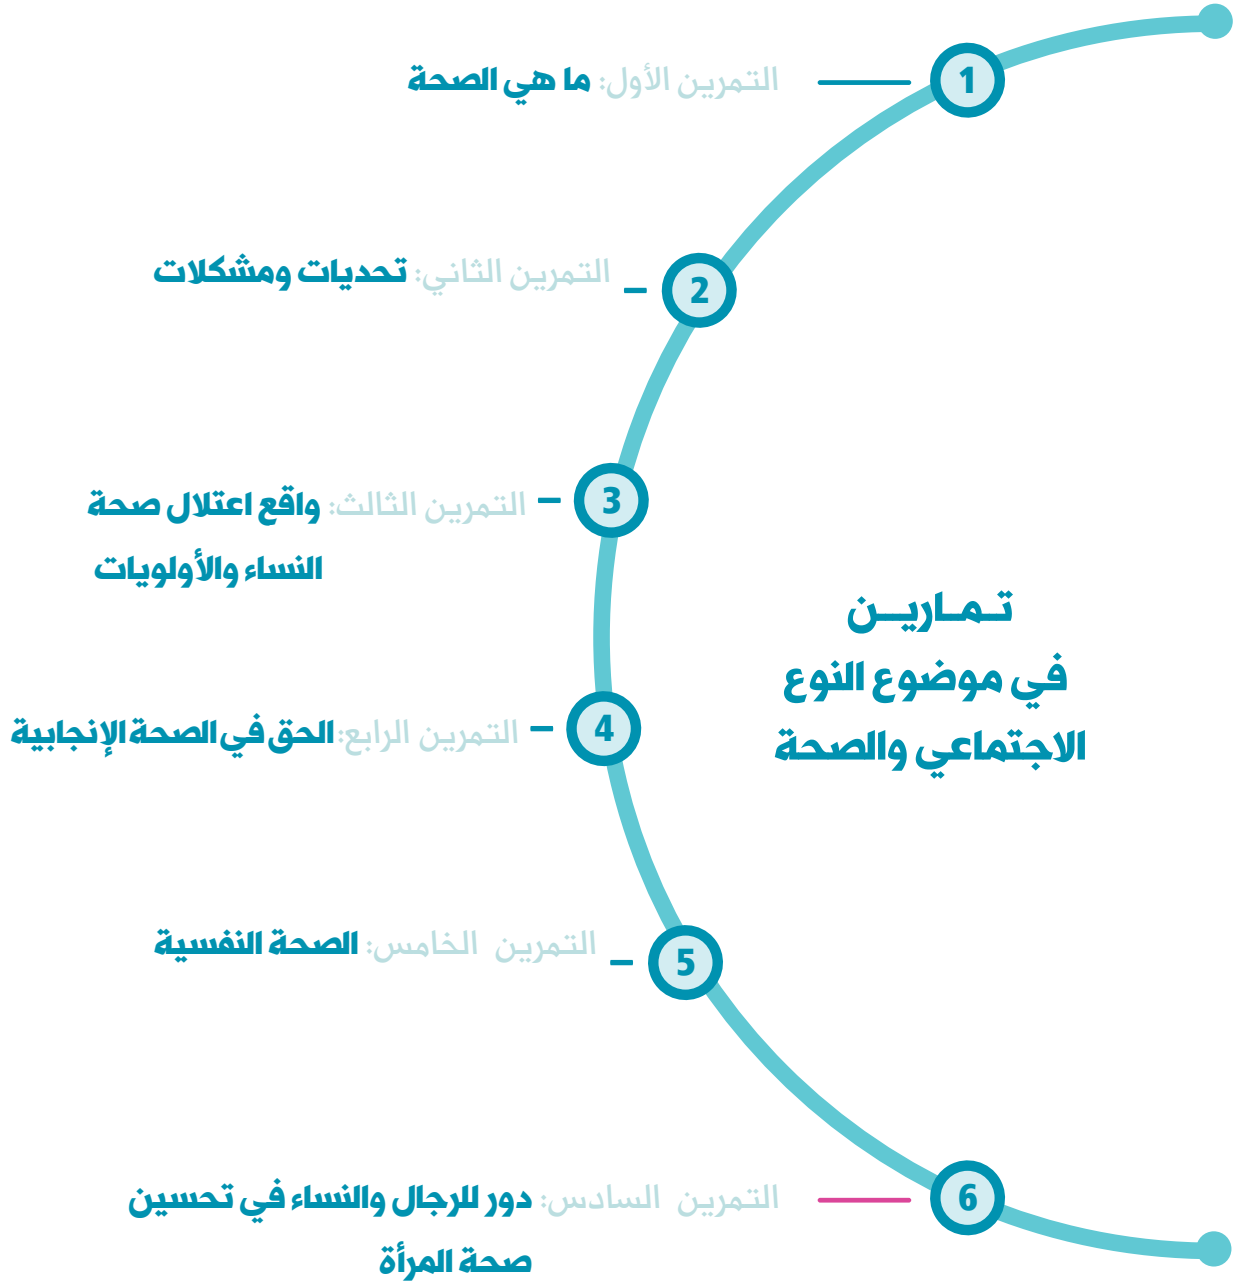 تمارين
في موضوع النوع
الاجتماعي والصحة
1
التمرين الأول: ما هي الصحة
2
التمرين الثاني: تحديات ومشكلات
3
التمرين الثالث: واقع اعتلال صحة
النساء والأولويات
4
التمرين الرابع: الحق في الصحة الإنجابية
5
التمرين الخامس: الصحة النفسية
6
التمرين السادس: دور للرجال والنساء في تحسين
صحة المرأة